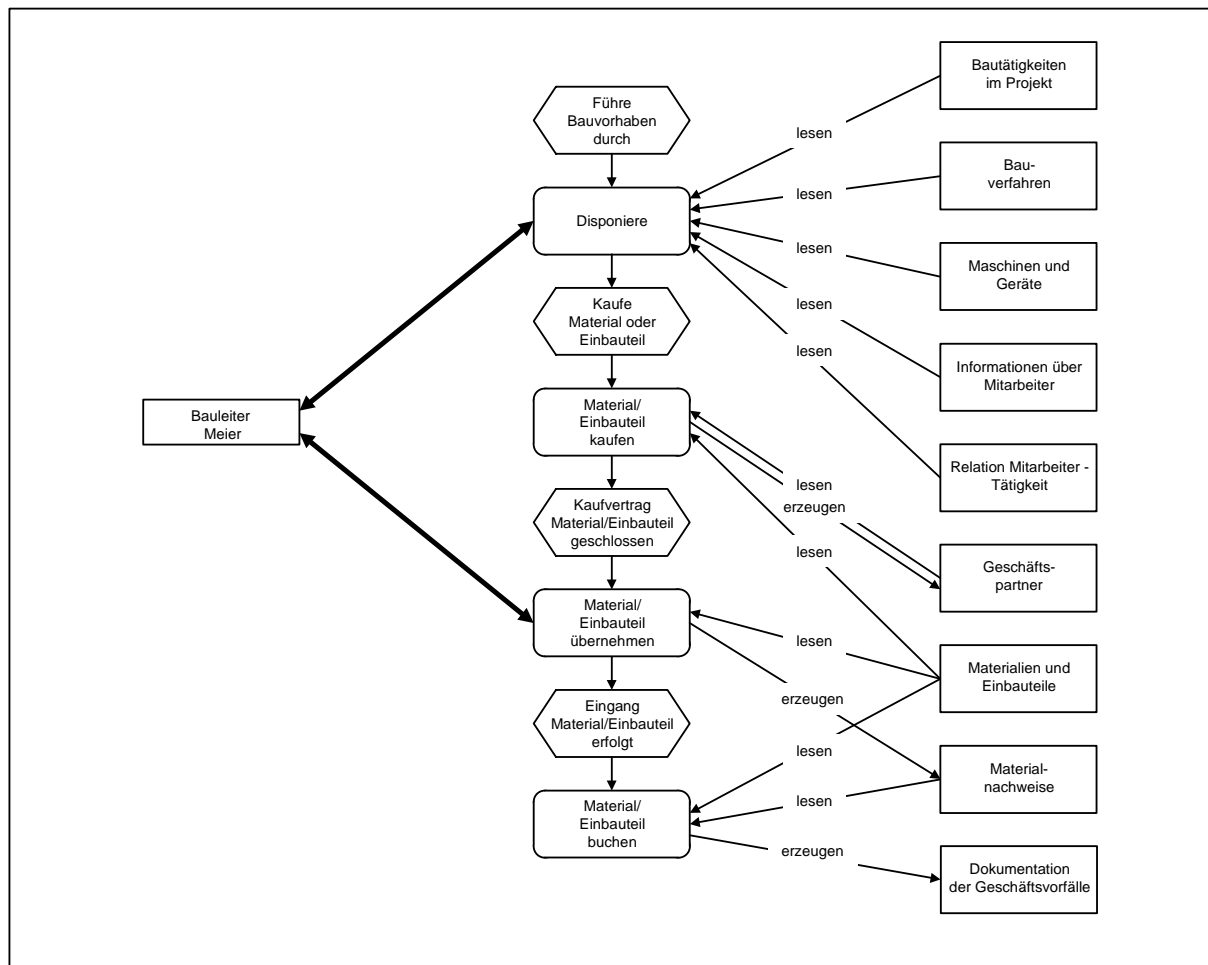 Führe
Bauvorhaben
durch
Disponiere
Kaufe
Material oder
Einbauteil
Material/
Einbauteil
kaufen
Kaufvertrag
Material/Einbauteil
geschlossen
Material/
Einbauteil
übernehmen
Eingang
Material/Einbauteil
erfolgt
Material/
Einbauteil
buchen
Bauleiter
Meier
lesen
lesen
lesen
lesen
lesen
lesen
erzeugen
lesen
lesen
erzeugen
lesen
lesen
erzeugen
Bautätigkeiten
im Projekt
Bau-
verfahren
Maschinen und
Geräte
Informationen über
Mitarbeiter
Relation Mitarbeiter -
Tätigkeit
Geschäfts-
partner
Materialien und
Einbauteile
Material-
nachweise
Dokumentation
der Geschäftsvorfälle